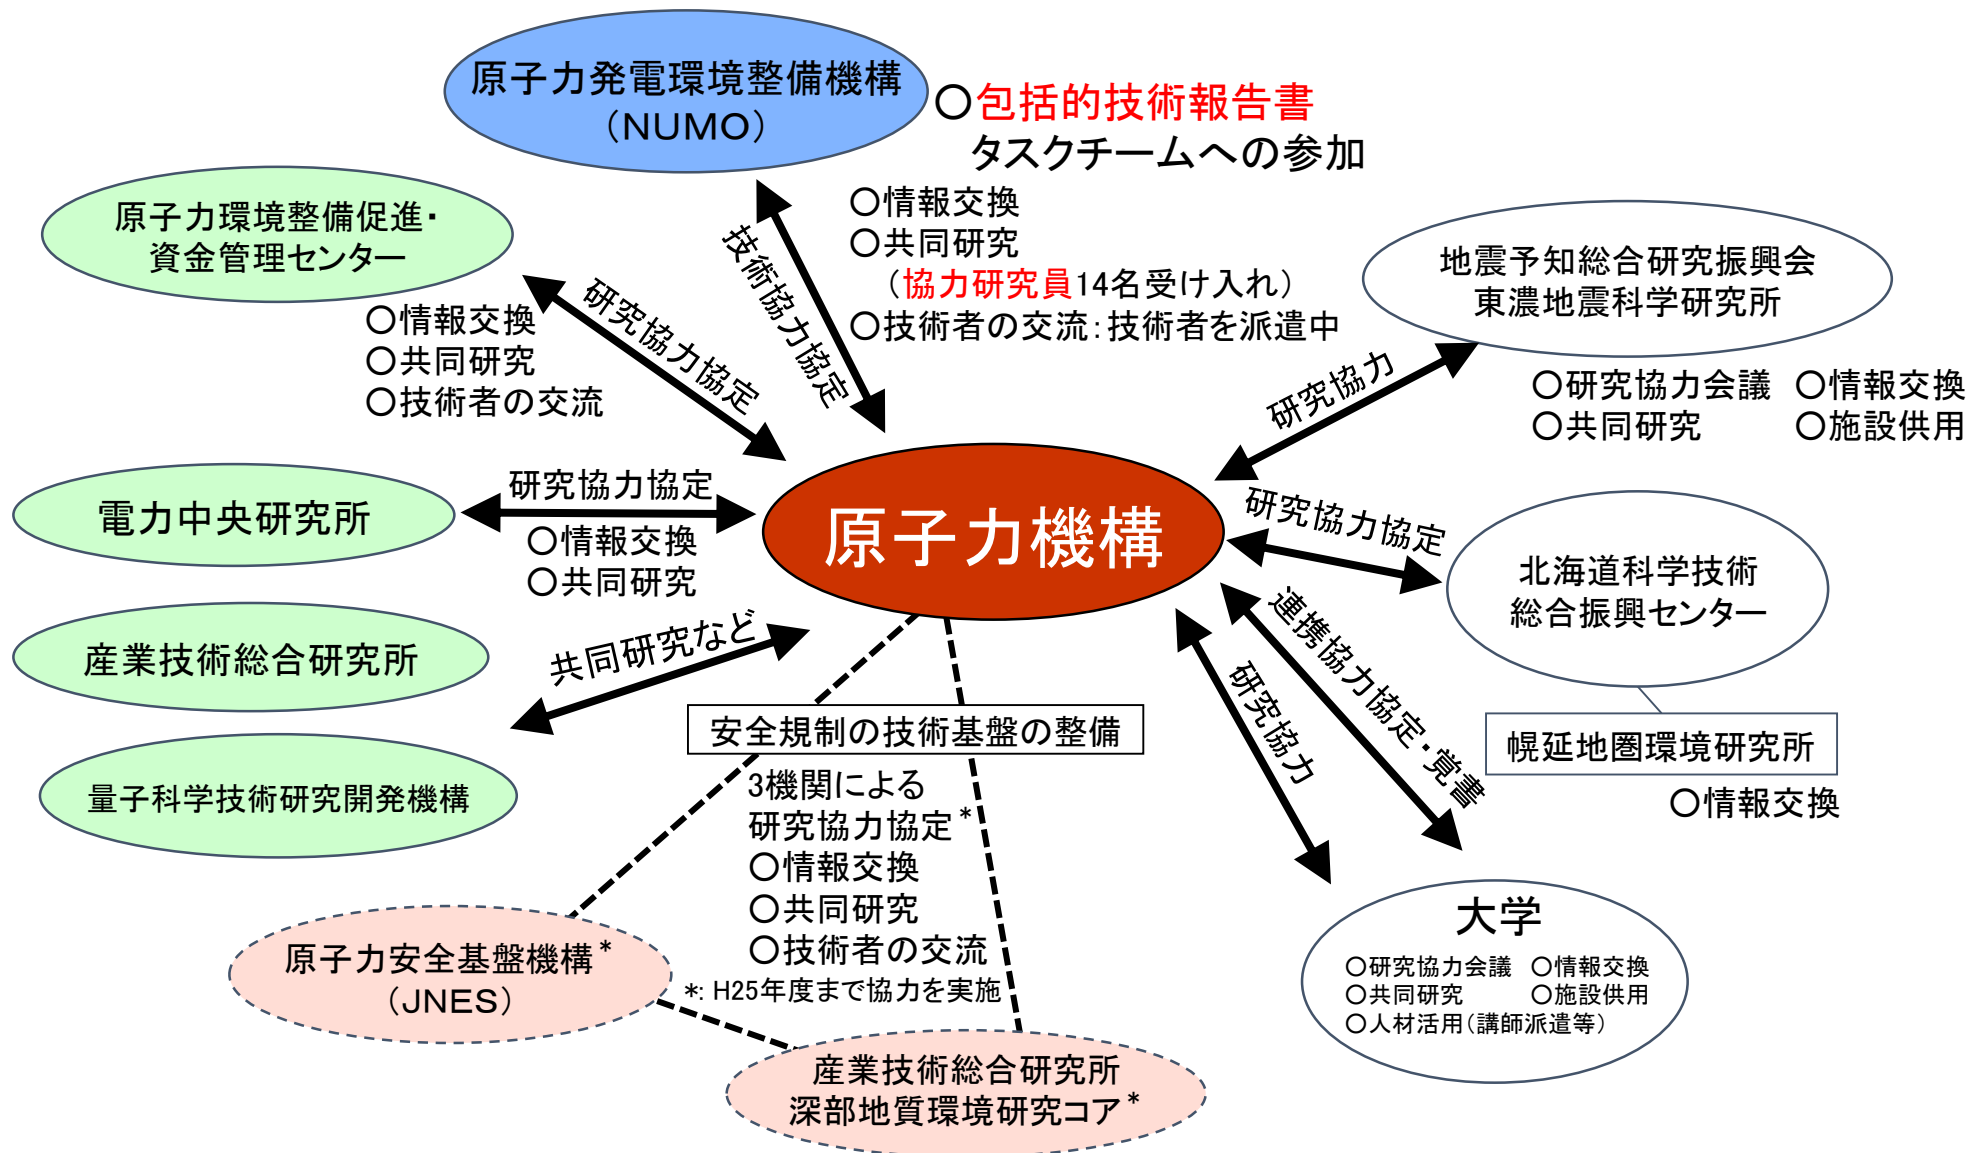 原子力発電環境整備機構
（NUMO）
○包括的技術報告書
タスクチームへの参加
○情報交換
○共同研究
（協力研究員14名受け入れ）
○技術者の交流：技術者を派遣中
技術協力協定
原子力環境整備促進・
資金管理センター
研究協力協定
○情報交換
○共同研究
○技術者の交流
地震予知総合研究振興会
東濃地震科学研究所
研究協力
○研究協力会議 ○情報交換
○共同研究 ○施設供用
電力中央研究所
研究協力協定
○情報交換
○共同研究
原子力機構
研究協力協定
北海道科学技術
総合振興センター
幌延地圏環境研究所
○情報交換
産業技術総合研究所
共同研究など
量子科学技術研究開発機構
連携協力協定・覚書
研究協力
大学
○研究協力会議 ○情報交換
○共同研究 ○施設供用
○人材活用（講師派遣等）
安全規制の技術基盤の整備
3機関による
研究協力協定*
○情報交換
○共同研究
○技術者の交流
*: H25年度まで協力を実施
原子力安全基盤機構*
（JNES）
産業技術総合研究所
深部地質環境研究コア*